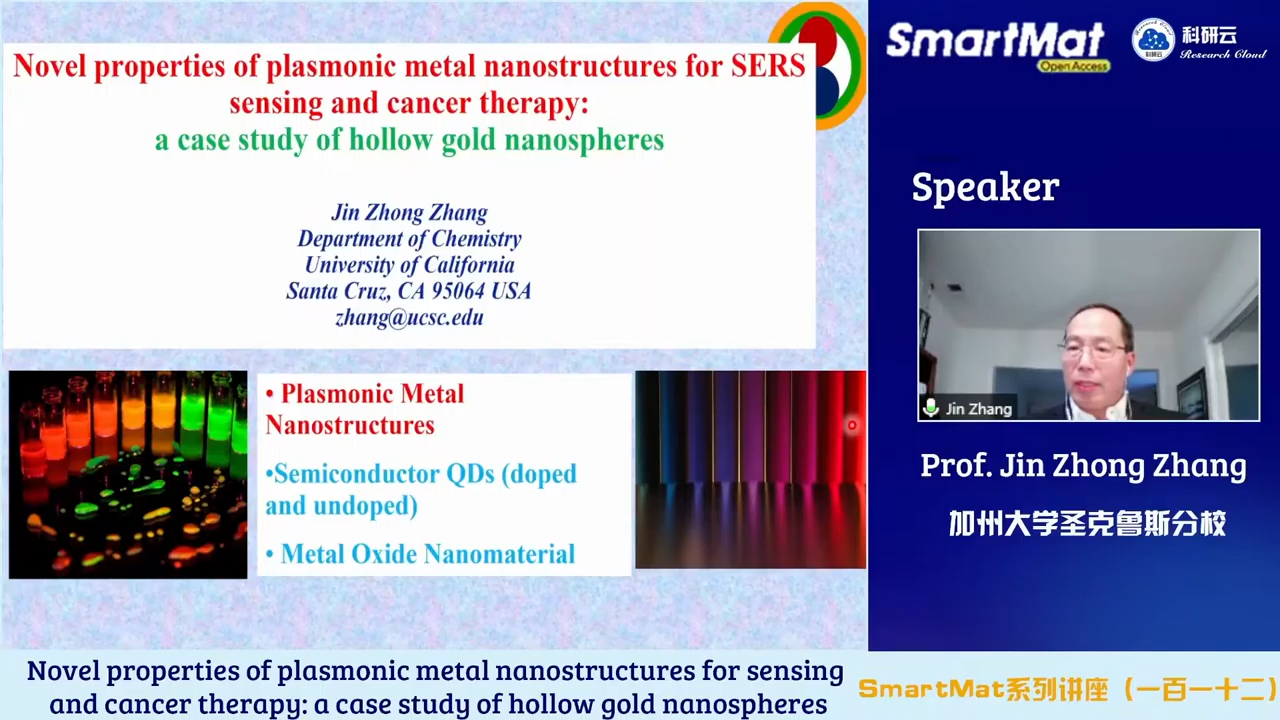 Novel properties of plasmonic metal nanostructures for SERS
sensing and cancer therapy:
a case study of hollow gold nanospheres
Jin Zhong Zhang
Department of Chemistry
University of California
Santa Cruz, CA 95064 USA
zhang@ucsc.edu
• Plasmonic Metal
Nanostructures
•Semiconductor QDs (doped
and undoped)
• Metal Oxide Nanomaterial
SmartMat
Open Access
科研云
Research Cloud
科研云
Research Cloud
Speaker
Jin Zhang
Prof. Jin Zhong Zhang
加州大学圣克鲁斯分校
Novel properties of plasmonic metal nanostructures for sensing
and cancer therapy: a case study of hollow gold nanospheres
SmartMat系列讲座（一百一十二）